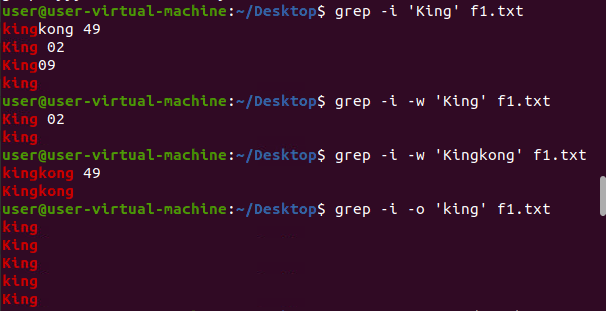 user@user-virtual-machine:~/Desktop$ grep -i 'King' f1.txt
kingkong 49
King 02
King09
king
user@user-virtual-machine:~/Desktop$ grep -i -w 'King' f1.txt
King 02
king
user@user-virtual-machine:~/Desktop$ grep -i -w 'Kingkong' f1.txt
kingkong 49
Kingkong
user@user-virtual-machine:~/Desktop$ grep -i -o 'king' f1.txt
king
King
King
king
King